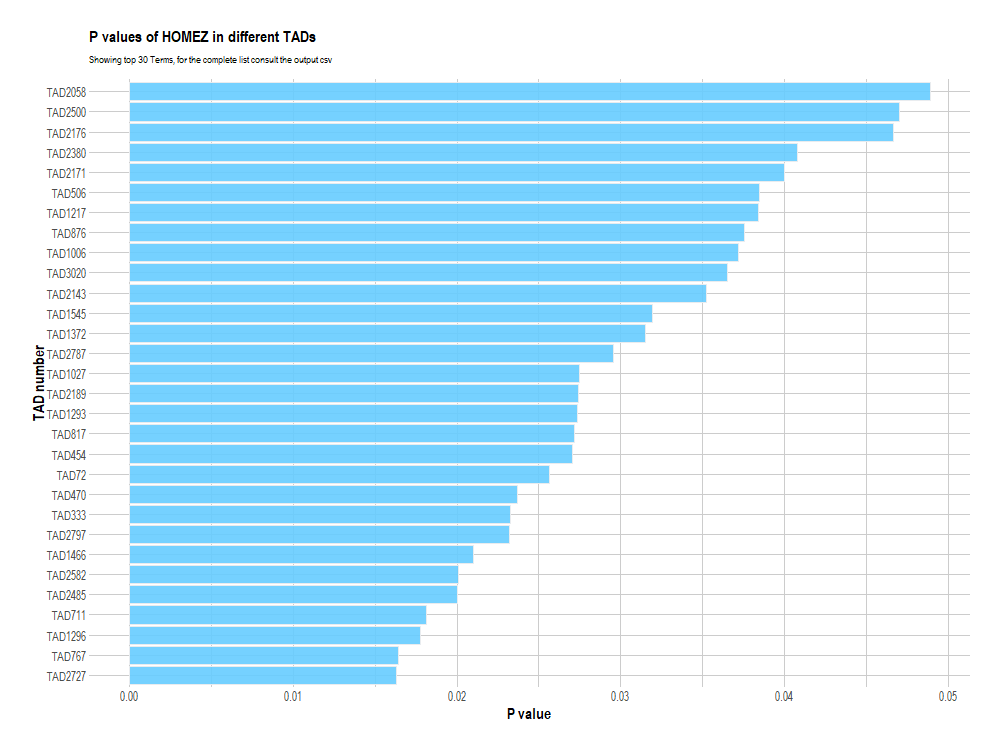 P values of HOMEZ in different TADs
Showing top 30 Terms, for the complete list consult the output csv
TAD number
TAD2058
TAD2500
TAD2176
TAD2380
TAD2171
TAD506
TAD1217
TAD876
TAD1006
TAD3020
TAD2143
TAD1545
TAD1372
TAD2787
TAD1027
TAD2189
TAD1293
TAD817
TAD454
TAD72
TAD470
TAD333
TAD2797
TAD1466
TAD2582
TAD2485
TAD711
TAD1296
TAD767
TAD2727
0.00 0.01 0.02 0.03 0.04 0.05
P value